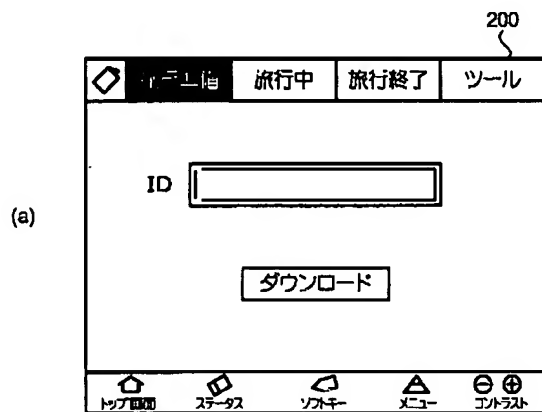 200
旅行中 旅行終了 ツール
ID
(a)
ダウンロード
トップ画面 ステータス ソフトキー メニュー コントラスト